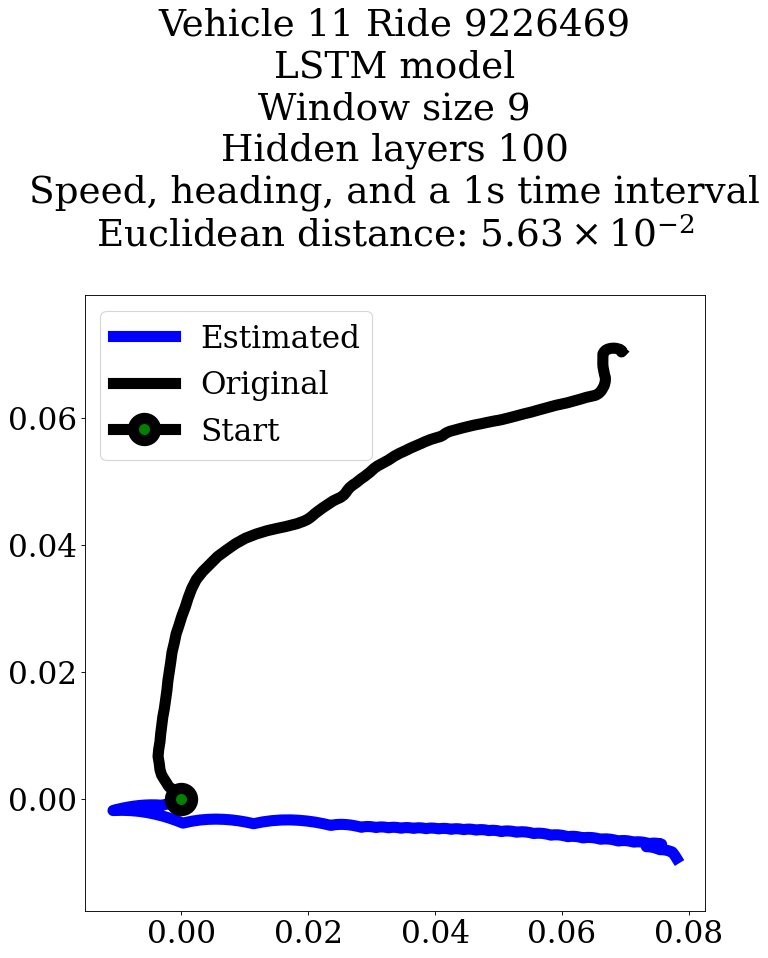 Vehicle 11 Ride 9226469
LSTM model
Window size 9
Hidden layers 100
Speed, heading, and a 1s time interval
Euclidean distance: 5.63 × 10⁻²
Estimated
Original
Start
0.06
0.04
0.02
0.00
0.00 0.02 0.04 0.06 0.08